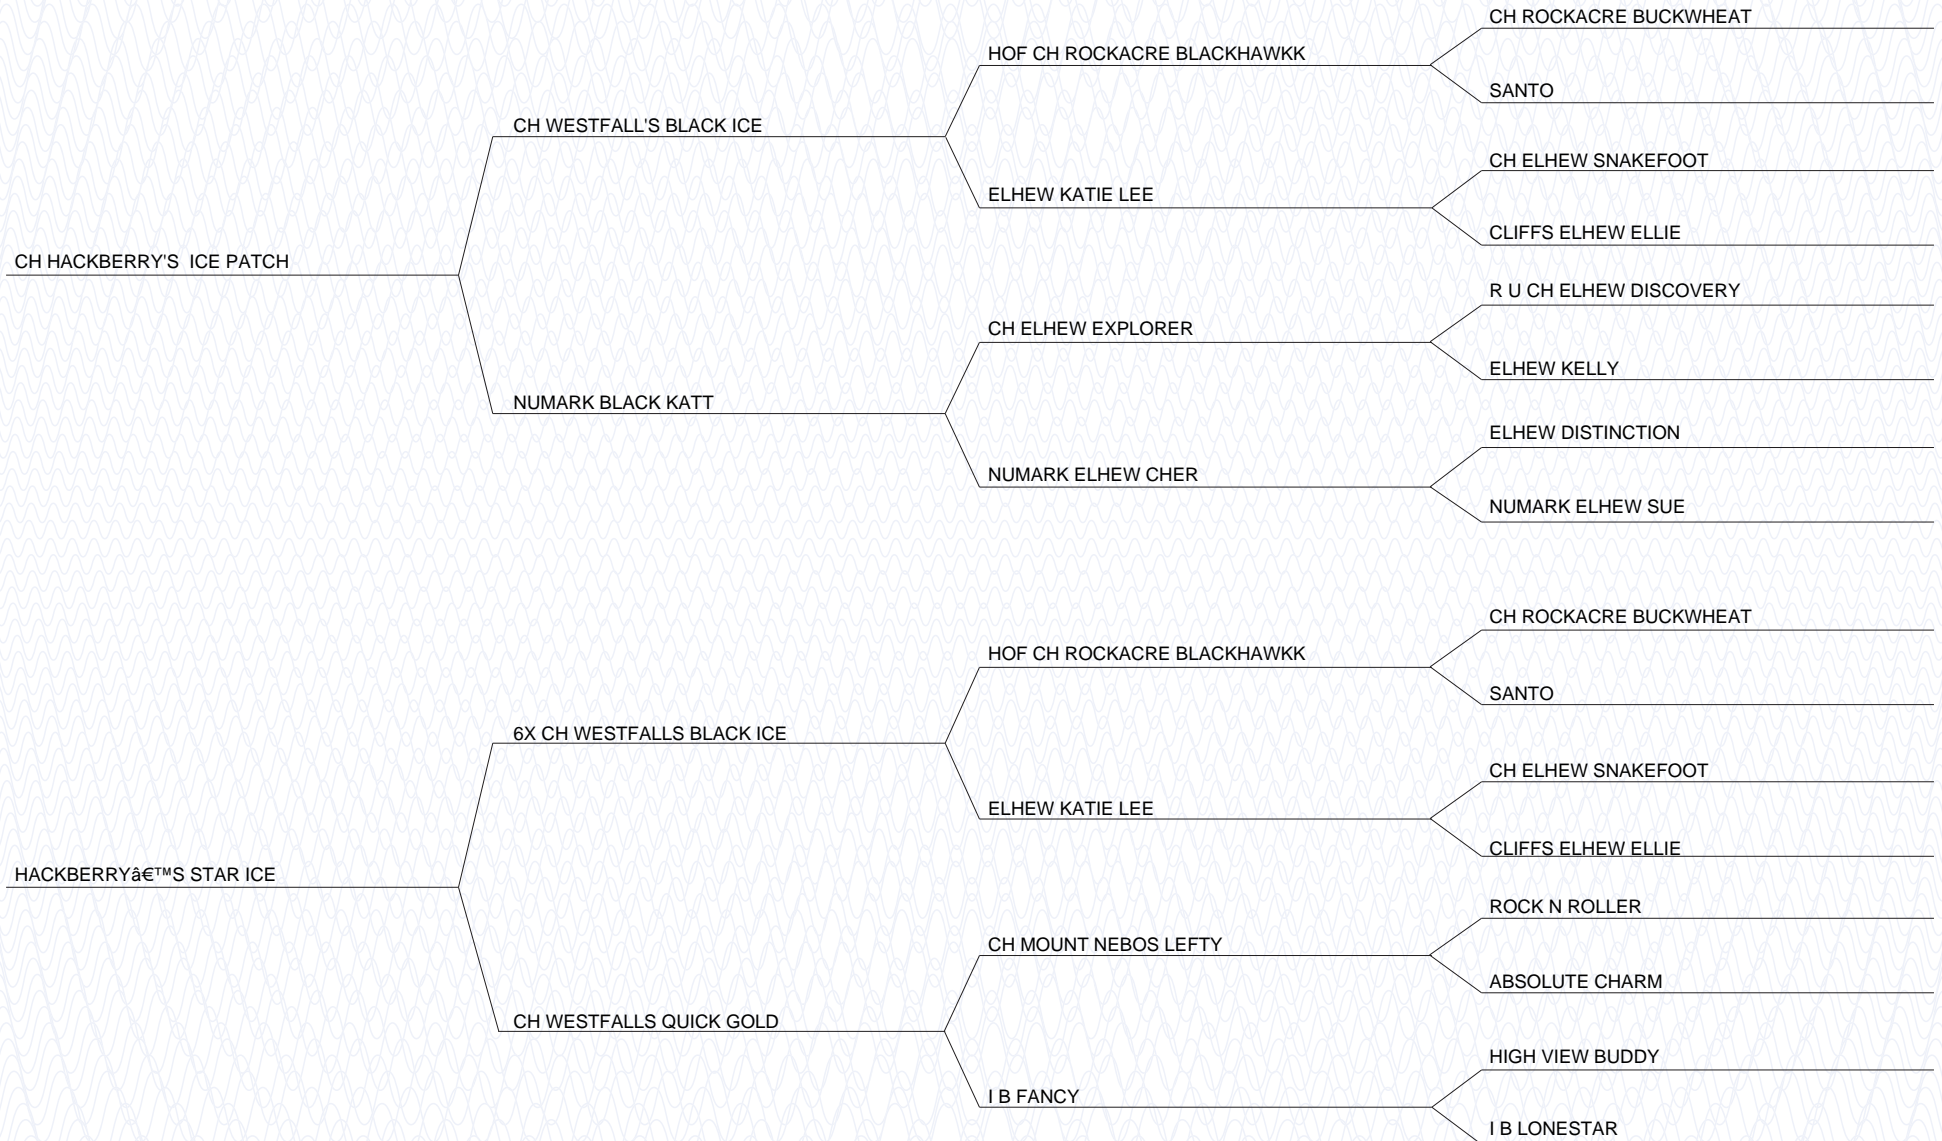 CH ROCKACRE BUCKWHEAT
HOF CH ROCKACRE BLACKHAWKK
SANTO
CH WESTFALL'S BLACK ICE
CH ELHEW SNAKEFOOT
ELHEW KATIE LEE
CLIFFS ELHEW ELLIE
CH HACKBERRY'S  ICE PATCH
R U CH ELHEW DISCOVERY
CH ELHEW EXPLORER
ELHEW KELLY
NUMARK BLACK KATT
ELHEW DISTINCTION
NUMARK ELHEW CHER
NUMARK ELHEW SUE
CH ROCKACRE BUCKWHEAT
HOF CH ROCKACRE BLACKHAWKK
SANTO
6X CH WESTFALLS BLACK ICE
CH ELHEW SNAKEFOOT
ELHEW KATIE LEE
CLIFFS ELHEW ELLIE
HACKBERRYâ€™S STAR ICE
ROCK N ROLLER
CH MOUNT NEBOS LEFTY
ABSOLUTE CHARM
CH WESTFALLS QUICK GOLD
HIGH VIEW BUDDY
I B FANCY
I B LONESTAR